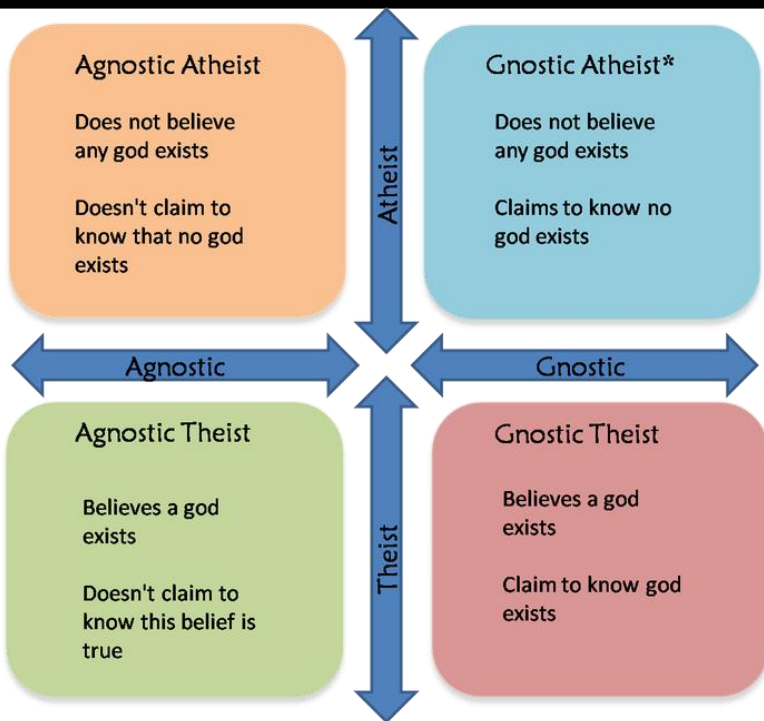 Agnostic Atheist
Does not believe
any god exists
Doesn't claim to
know that no god
exists
Atheist
Gnostic Atheist*
Does not believe
any god exists
Claims to know no
god exists
Agnostic
Gnostic
Agnostic Theist
Believes a god
exists
Doesn't claim to
know this belief is
true
Theist
Gnostic Theist
Believes a god
exists
Claim to know god
exists